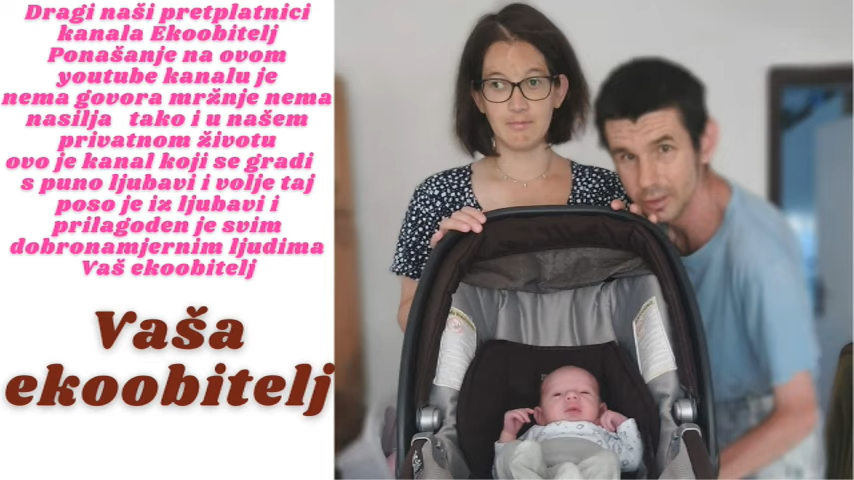 Dragi naši pretplatnici
kanala Ekoobitelj
Ponašanje na ovom
youtube kanalu je
nema govora mržnje nema
nasilja tako i u našem
privatnom životu
ovo je kanal koji se gradi
s puno ljubavi i volje taj
poso je iz ljubavi i
prilagođen je svim
dobronamjernim ljudima
Vaš ekoobitelj
Vaša
ekoobitelj